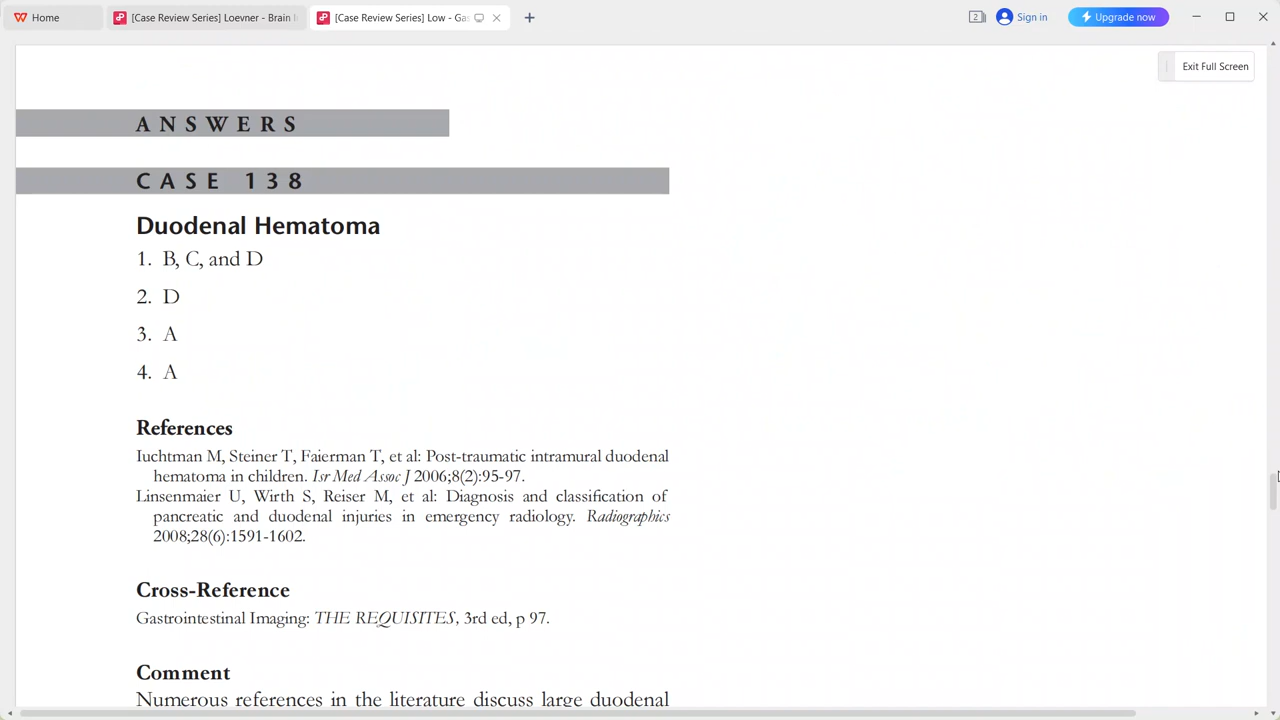 Home
[Case Review Series] Loevner - Brain I
[Case Review Series] Low - Gas
2
Sign in
Upgrade now
Exit Full Screen
ANSWERS
CASE 138
Duodenal Hematoma
1. B, C, and D
2. D
3. A
4. A
References
Iuchtman M, Steiner T, Faierman T, et al: Post-traumatic intramural duodenal
hematoma in children. Isr Med Assoc J 2006;8(2):95-97.
Linsenmaier U, Wirth S, Reiser M, et al: Diagnosis and classification of
pancreatic and duodenal injuries in emergency radiology. Radiographics
2008;28(6):1591-1602.
Cross-Reference
Gastrointestinal Imaging: THE REQUISITES, 3rd ed, p 97.
Comment
Numerous references in the literature discuss large duodenal